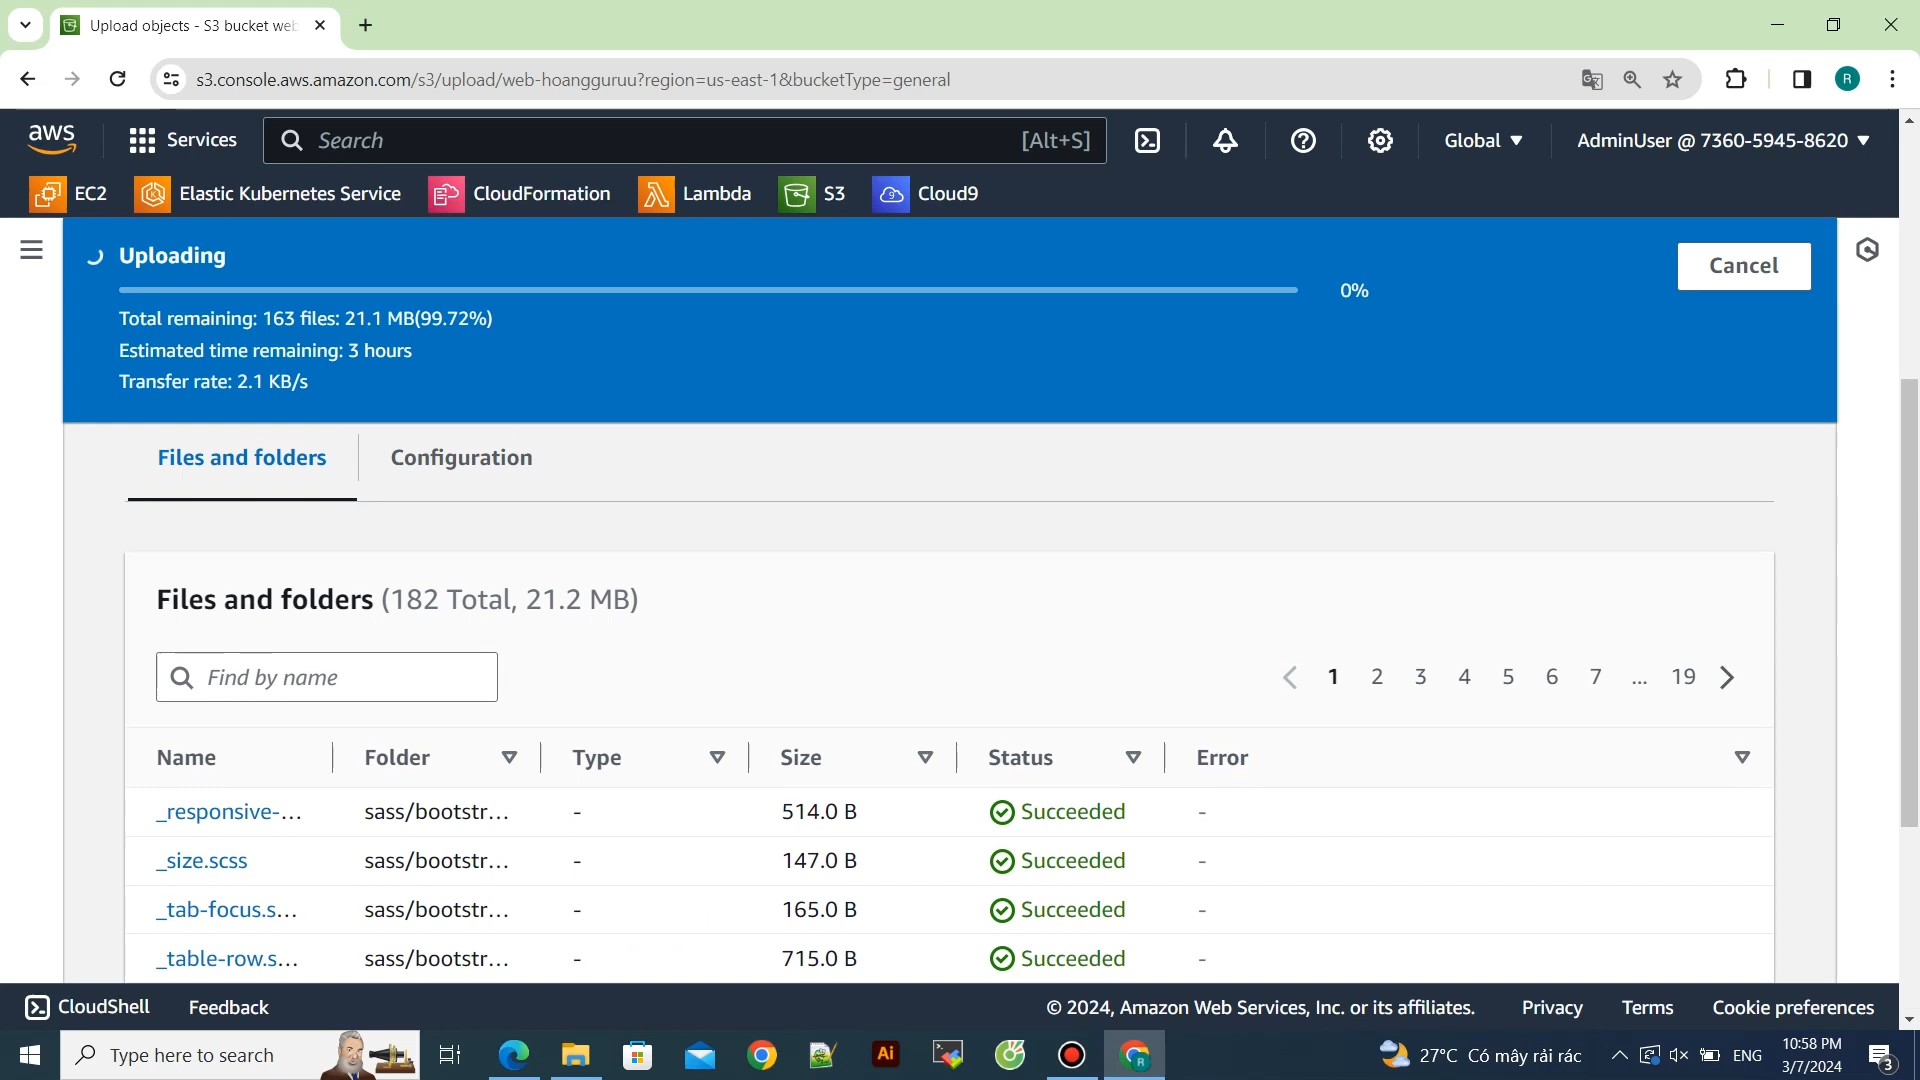 Upload objects - S3 bucket web
s3.console.aws.amazon.com/s3/upload/web-hoangguruu?region=us-east-1&bucketType=general
R
aws
Services
Search
[Alt+S]
Global
AdminUser @ 7360-5945-8620
EC2
Elastic Kubernetes Service
CloudFormation
Lambda
S3
Cloud9
Uploading
Cancel
0%
Total remaining: 163 files: 21.1 MB(99.72%)
Estimated time remaining: 3 hours
Transfer rate: 2.1 KB/s
Files and folders
Configuration
Files and folders (182 Total, 21.2 MB)
Find by name
1 2 3 4 5 6 7 ... 19
Name Folder Type Size Status Error
_responsive-... sass/bootstr... - 514.0 B Succeeded -
_size.scss sass/bootstr... - 147.0 B Succeeded -
_tab-focus.s... sass/bootstr... - 165.0 B Succeeded -
_table-row.s... sass/bootstr... - 715.0 B Succeeded -
CloudShell
Feedback
© 2024, Amazon Web Services, Inc. or its affiliates.
Privacy
Terms
Cookie preferences
Type here to search
Ai
R
27°C Có mây rải rác
ENG
10:58 PM
3/7/2024
3